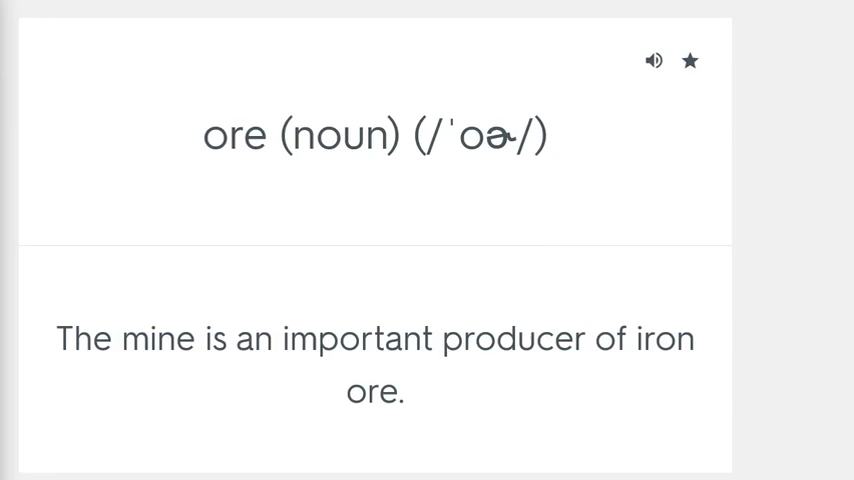 ore (noun) (/ˈoɚ/)
The mine is an important producer of iron
ore.